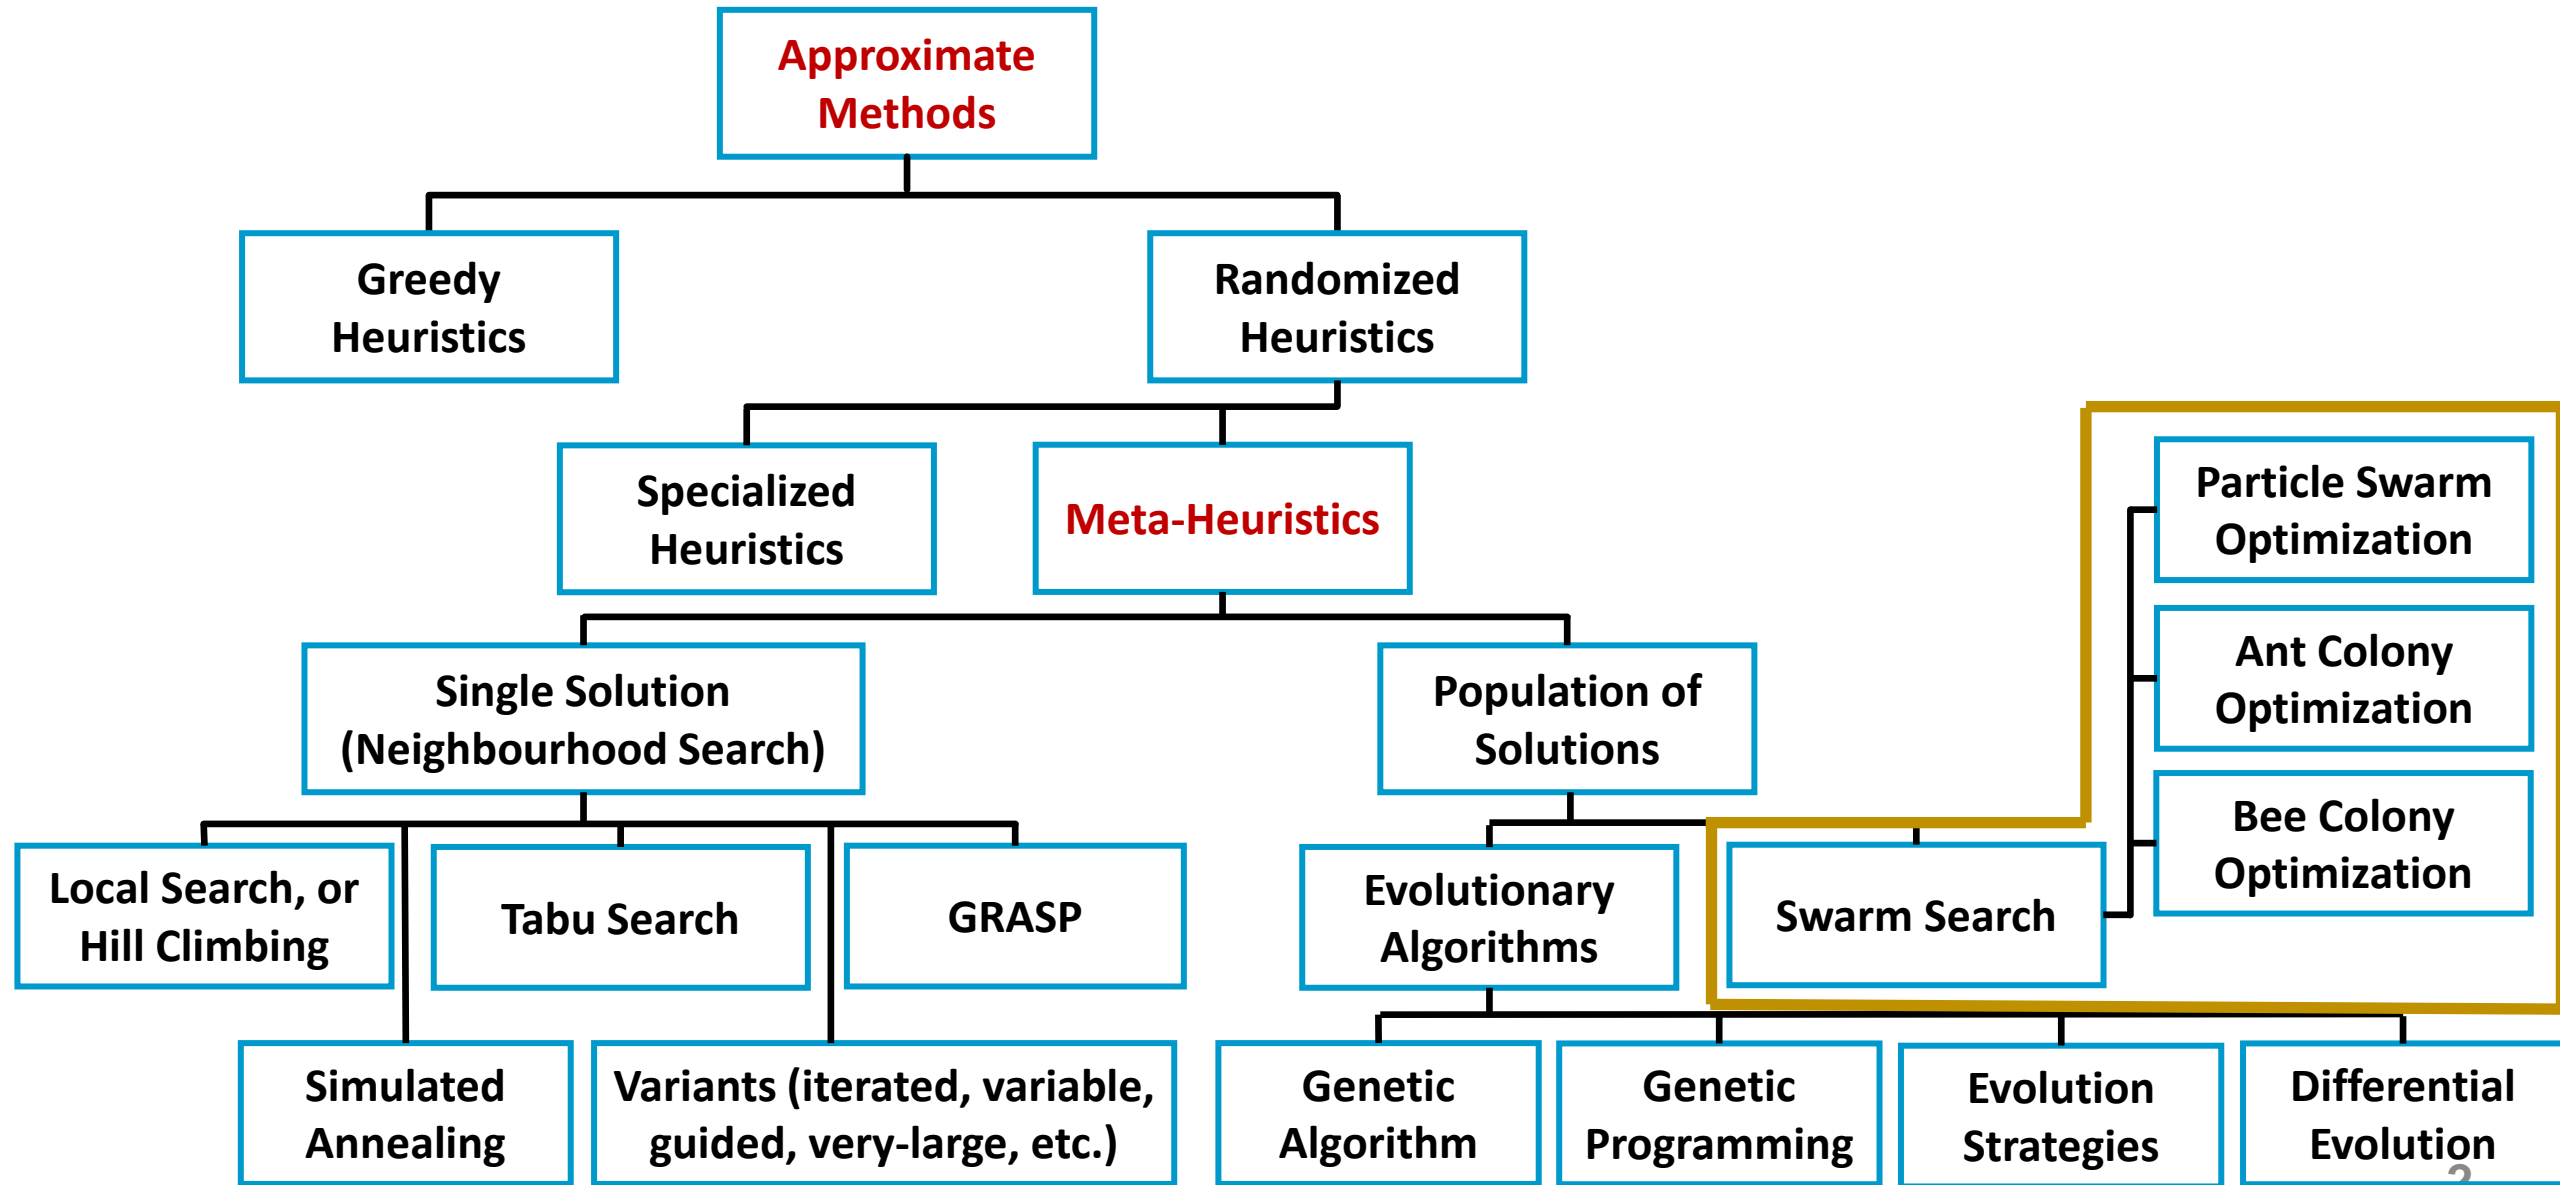 Approximate
Methods
Greedy
Heuristics
Randomized
Heuristics
Specialized
Heuristics
Meta-Heuristics
Particle Swarm
Optimization
Ant Colony
Optimization
Bee Colony
Optimization
Single Solution
(Neighbourhood Search)
Population of
Solutions
Local Search, or
Hill Climbing
Tabu Search
GRASP
Evolutionary
Algorithms
Swarm Search
Simulated
Annealing
Variants (iterated, variable,
guided, very-large, etc.)
Genetic
Algorithm
Genetic
Programming
Evolution
Strategies
Differential
Evolution